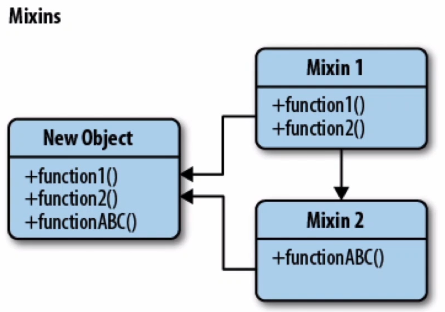 Mixins
Mixin 1
+function1()
+function2()
New Object
+function1()
+function2()
+functionABC()
Mixin 2
+functionABC()